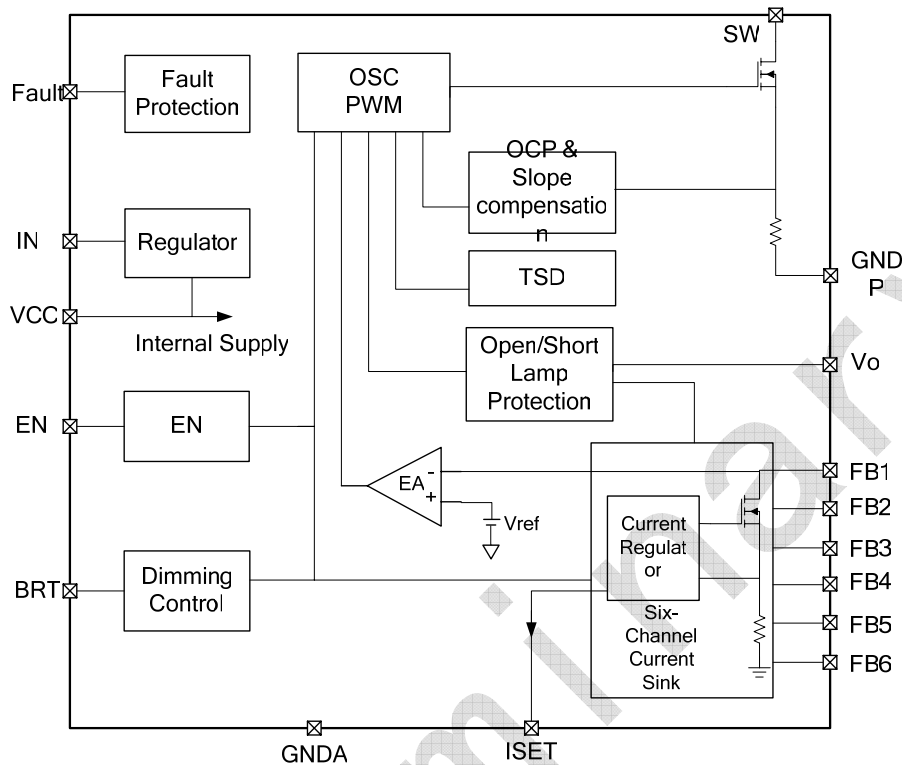 SW
Fault
Fault
Protection
OSC
PWM
OCP &
Slope
compensatio
n
IN
Regulator
TSD
GND
P
VCC
Internal Supply
Open/Short
Lamp
Protection
Vo
EN
EN
EA
-
+
Vref
FB1
FB2
FB3
FB4
FB5
FB6
Current
Regulat
or
Six-
Channel
Current
Sink
BRT
Dimming
Control
GNDA
ISET
minar